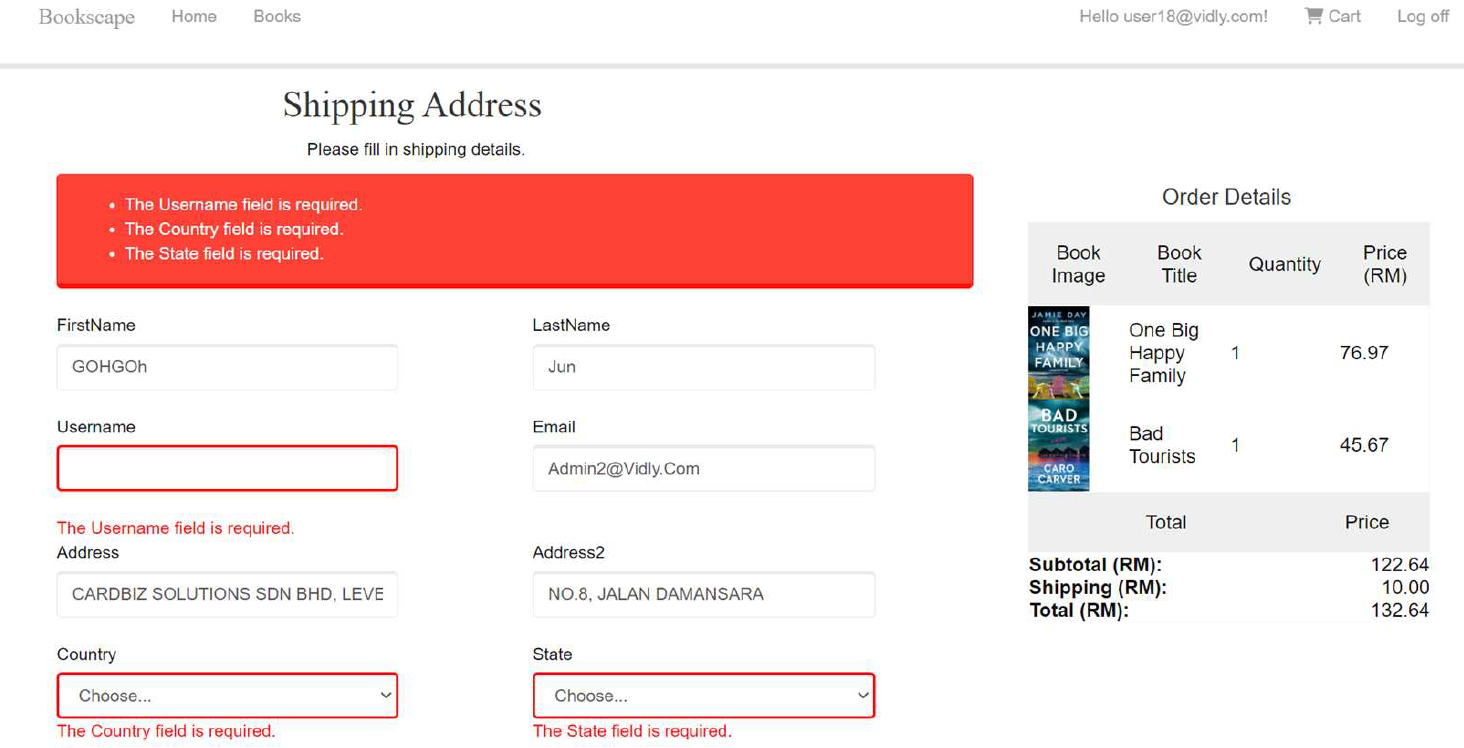 Bookscape Home Books Hello user18@vidly.com! Cart Log off
Shipping Address
Please fill in shipping details.
The Username field is required.
The Country field is required.
The State field is required.
FirstName LastName
GOHGOh Jun
Username Email
Admin2@Vidly.Com
The Username field is required.
Address Address2
CARDBIZ SOLUTIONS SDN BHD, LEVE NO.8, JALAN DAMANSARA
Country State
Choose... Choose...
The Country field is required. The State field is required.
Order Details
Book Image Book Title Quantity Price (RM)
JAMIE DAY
ONE BIG
HAPPY
FAMILY
One Big Happy Family 1 76.97
BAD
TOURISTS
CARO
CARVER
Bad Tourists 1 45.67
Total Price
Subtotal (RM): 122.64
Shipping (RM): 10.00
Total (RM): 132.64